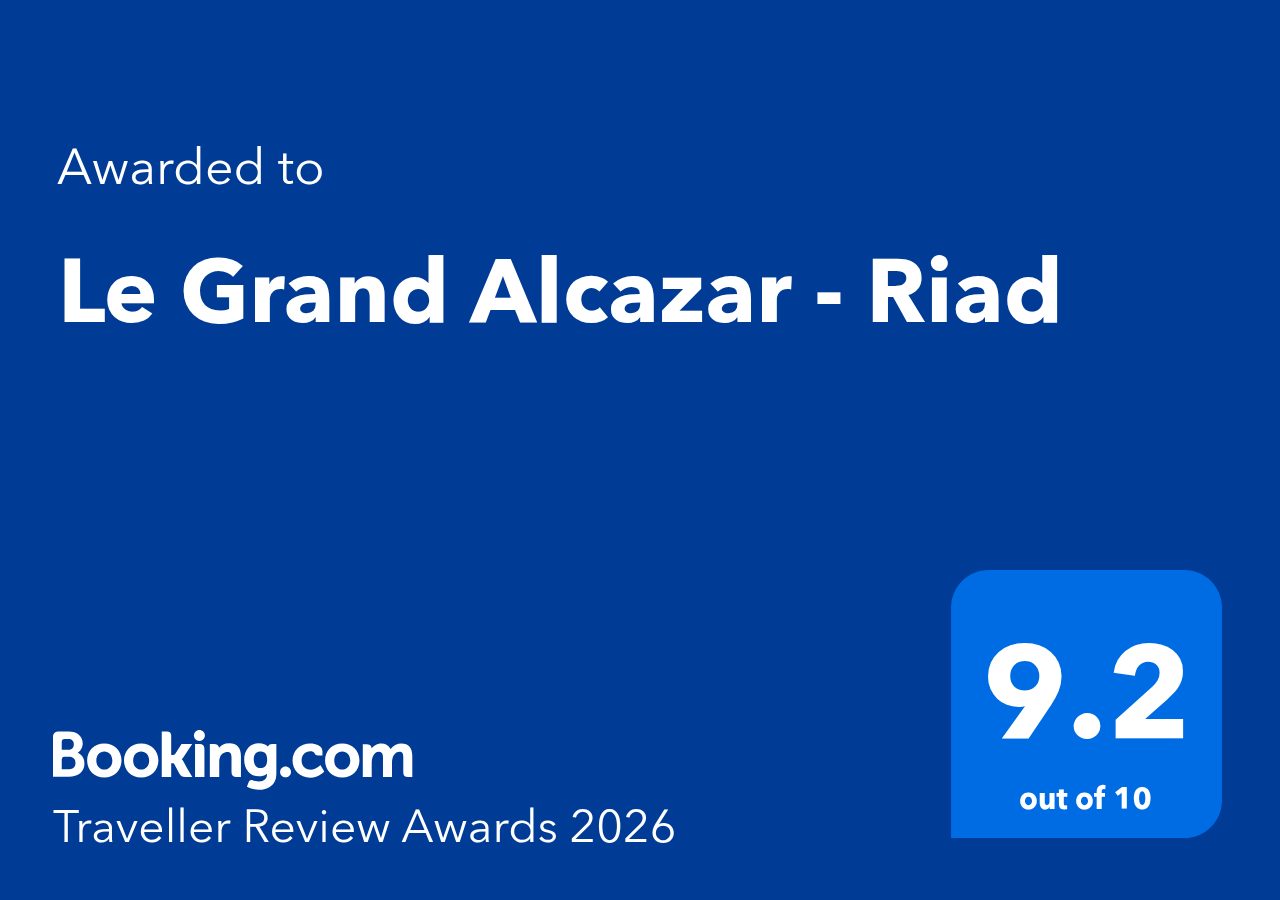 Awarded to
Le Grand Alcazar - Riad
9.2
out of 10
Booking.com
Traveller Review Awards 2026